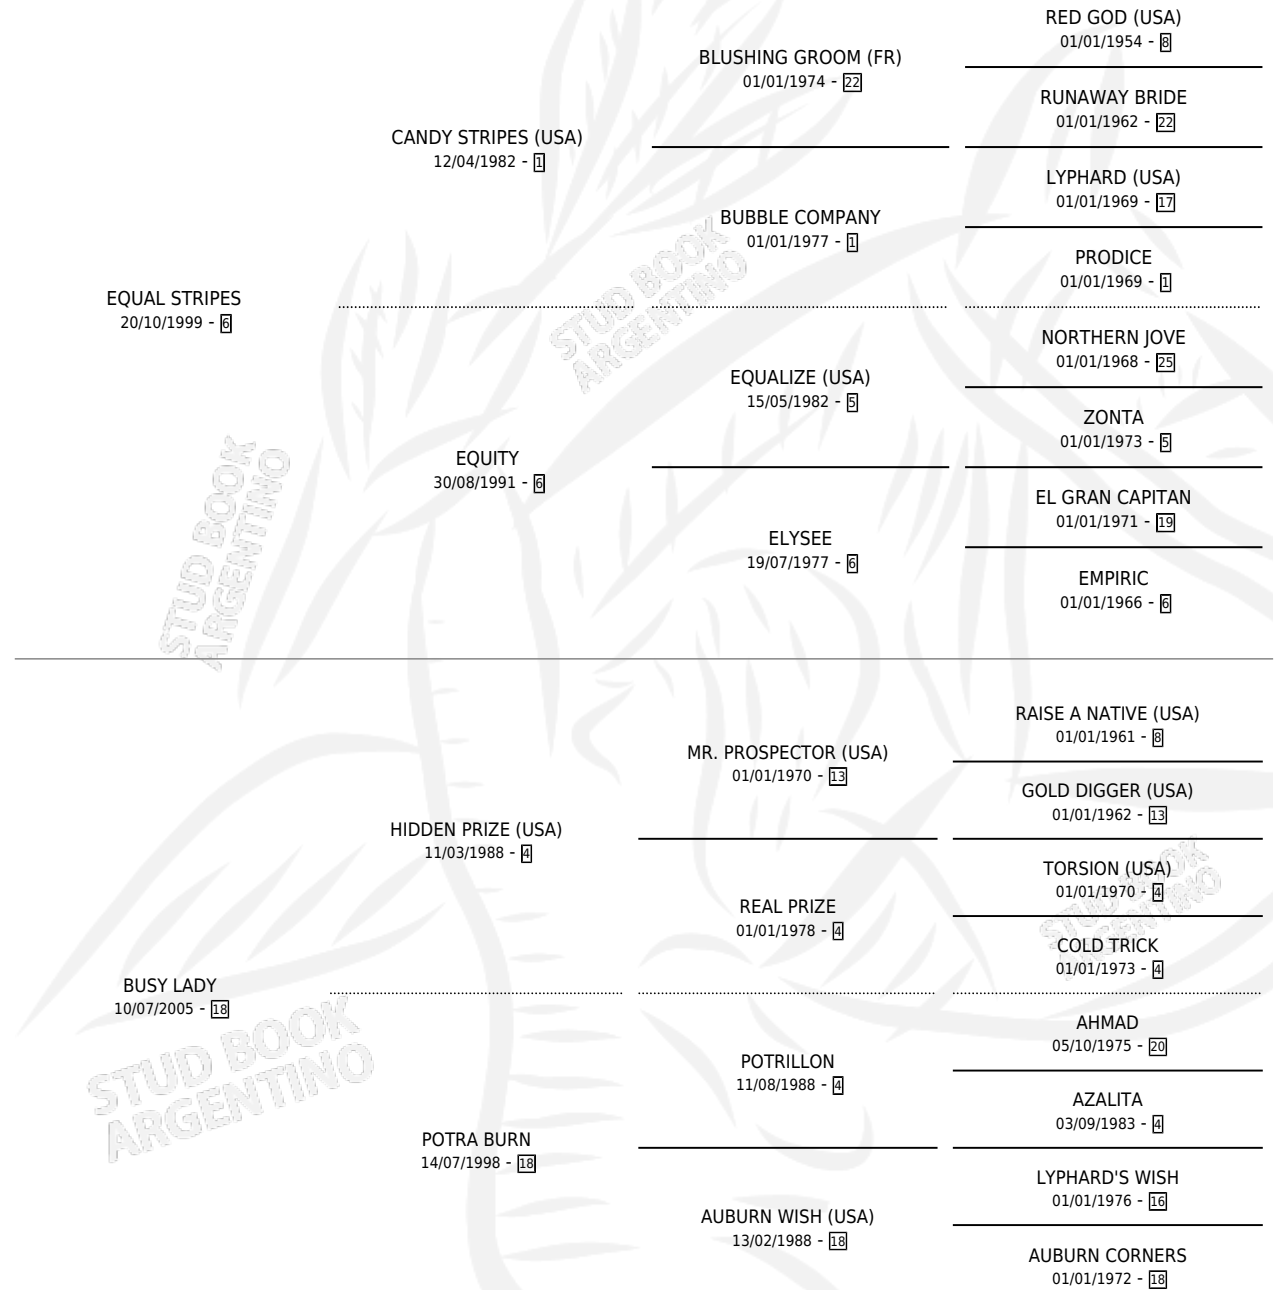 RED GOD (USA)
01/01/1954 - 8
BLUSHING GROOM (FR)
01/01/1974 - 22
RUNAWAY BRIDE
01/01/1962 - 22
CANDY STRIPES (USA)
12/04/1982 - 1
LYPHARD (USA)
01/01/1969 - 17
BUBBLE COMPANY
01/01/1977 - 1
PRODICE
01/01/1969 - 1
EQUAL STRIPES
20/10/1999 - 6
STUD BOOK
ARGENTINO
NORTHERN JOVE
01/01/1968 - 25
EQUALIZE (USA)
15/05/1982 - 5
ZONTA
01/01/1973 - 5
EQUITY
30/08/1991 - 6
EL GRAN CAPITAN
01/01/1971 - 19
ELYSEE
19/07/1977 - 6
EMPIRIC
01/01/1966 - 6
STUD BOOK
ARGENTINO
RAISE A NATIVE (USA)
01/01/1961 - 8
MR. PROSPECTOR (USA)
01/01/1970 - 13
GOLD DIGGER (USA)
01/01/1962 - 13
HIDDEN PRIZE (USA)
11/03/1988 - 4
TORSION (USA)
01/01/1970 - 4
REAL PRIZE
01/01/1978 - 4
COLD TRICK
01/01/1973 - 4
STUD BOOK
ARGENTINO
BUSY LADY
10/07/2005 - 18
AHMAD
05/10/1975 - 20
POTRILLON
11/08/1988 - 4
AZALITA
03/09/1983 - 4
STUD BOOK
ARGENTINO
POTRA BURN
14/07/1998 - 18
LYPHARD'S WISH
01/01/1976 - 16
AUBURN WISH (USA)
13/02/1988 - 18
AUBURN CORNERS
01/01/1972 - 18